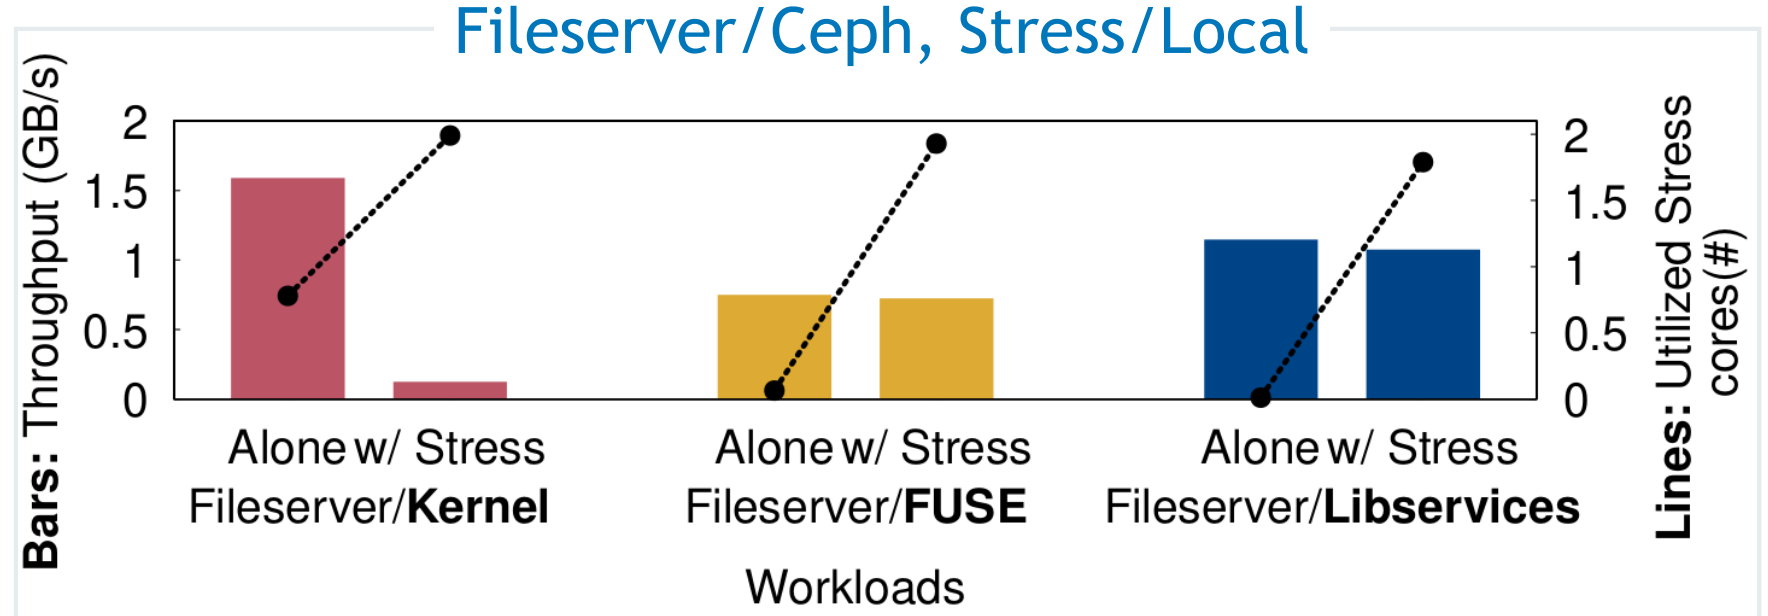 Fileserver/Ceph, Stress/Local
Bars: Throughput (GB/s)
2
1.5
1
0.5
0
2
1.5
1
0.5
0
Lines: Utilized Stress
cores(#)
Alone w/ Stress
Fileserver/Kernel
Alone w/ Stress
Fileserver/FUSE
Alone w/ Stress
Fileserver/Libservices
Workloads